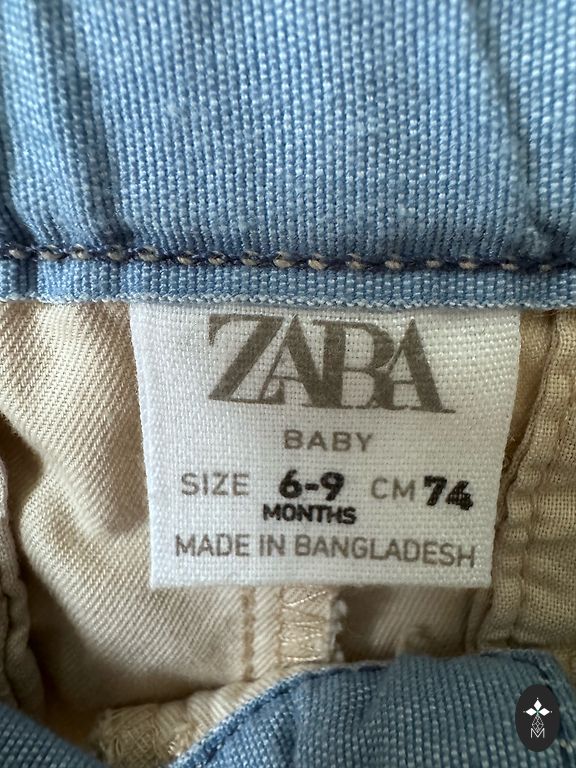 ZARA
BABY
SIZE 6-9 CM 74
MONTHS
MADE IN BANGLADESH
M